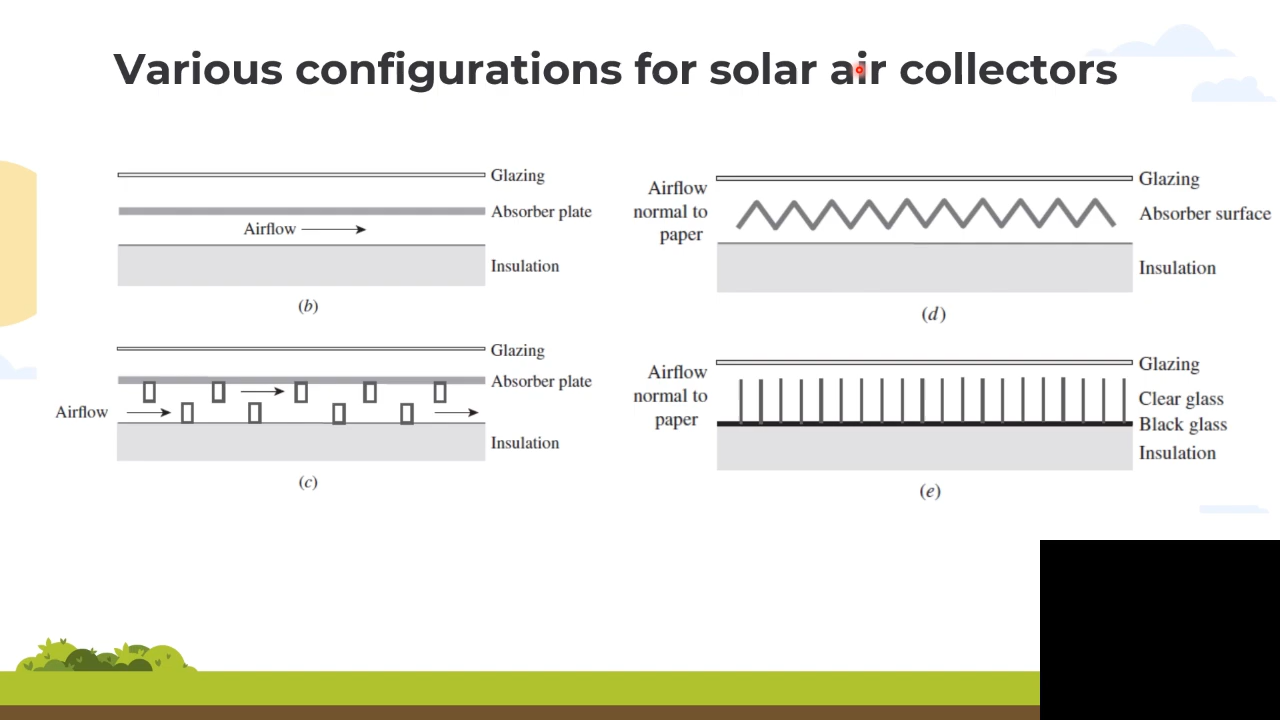 Various configurations for solar air collectors
Glazing
Absorber plate
Airflow
Insulation
(b)
Glazing
Absorber plate
Airflow
Insulation
(c)
Airflow
normal to
paper
Glazing
Absorber surface
Insulation
(d)
Airflow
normal to
paper
Glazing
Clear glass
Black glass
Insulation
(e)